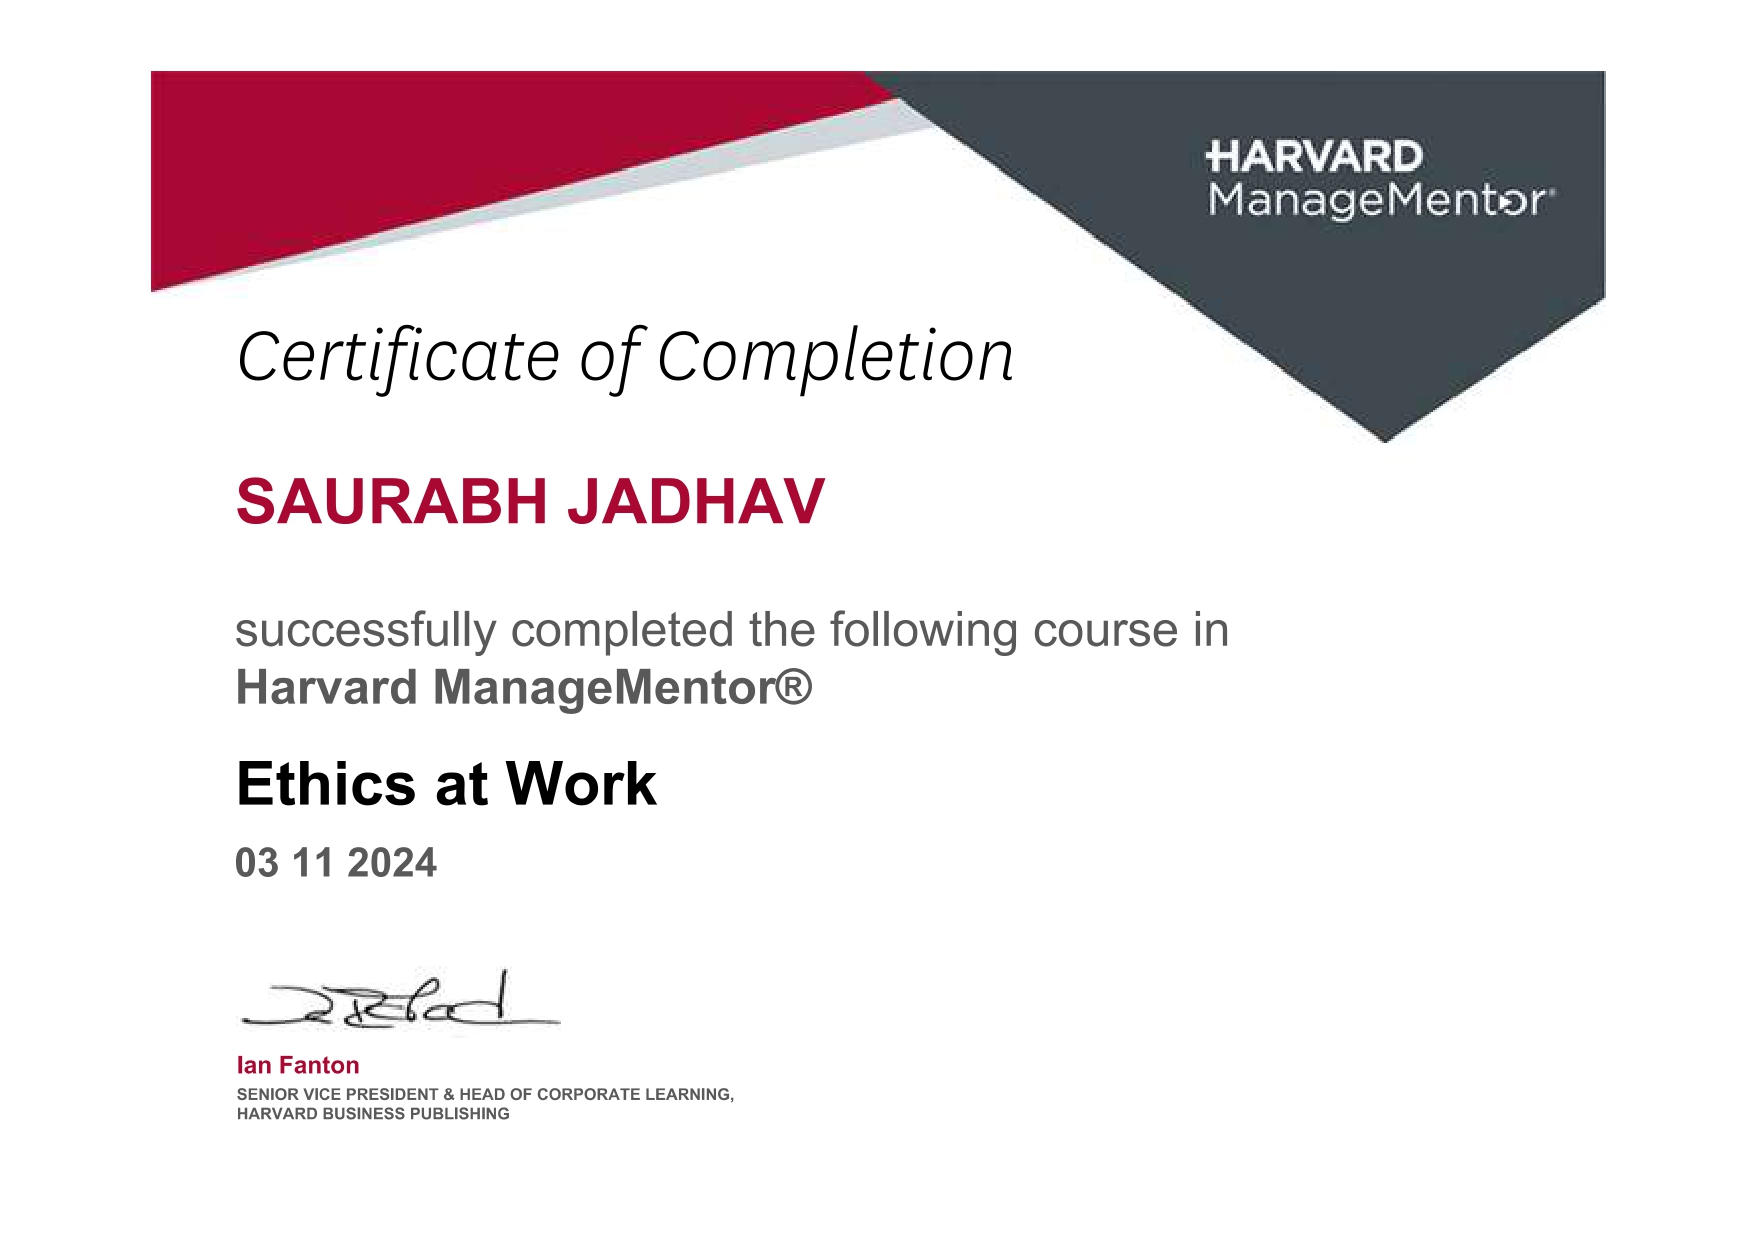 HARVARD
ManageMentor®
Certificate of Completion
SAURABH JADHAV
successfully completed the following course in
Harvard ManageMentor®
Ethics at Work
03 11 2024
Ian Fanton
SENIOR VICE PRESIDENT & HEAD OF CORPORATE LEARNING,
HARVARD BUSINESS PUBLISHING